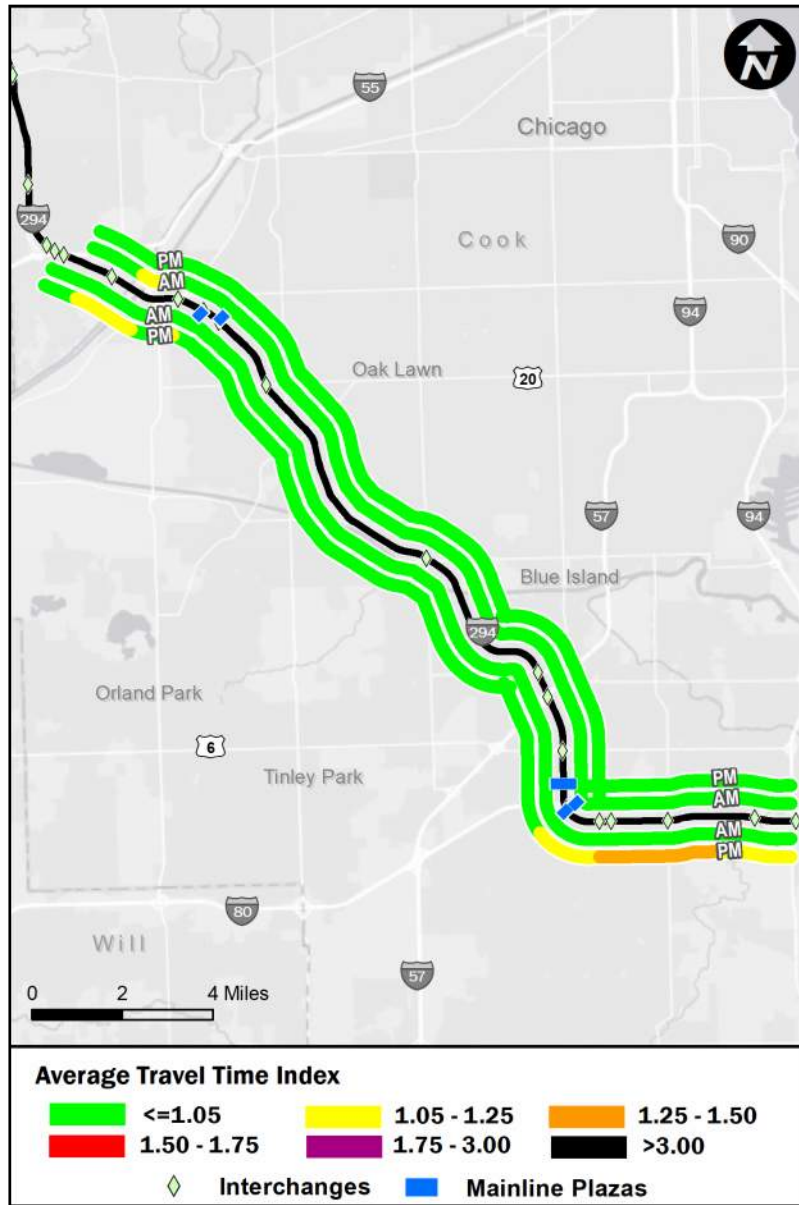 N
55
Chicago
294
Cook
90
PM
AM
AM
PM
94
Oak Lawn
20
57
94
Blue Island
294
Orland Park
6
Tinley Park
PM
AM
AM
PM
80
Will
57
0 2 4 Miles
Average Travel Time Index
<=1.05 1.05 - 1.25 1.25 - 1.50
1.50 - 1.75 1.75 - 3.00 >3.00
Interchanges Mainline Plazas